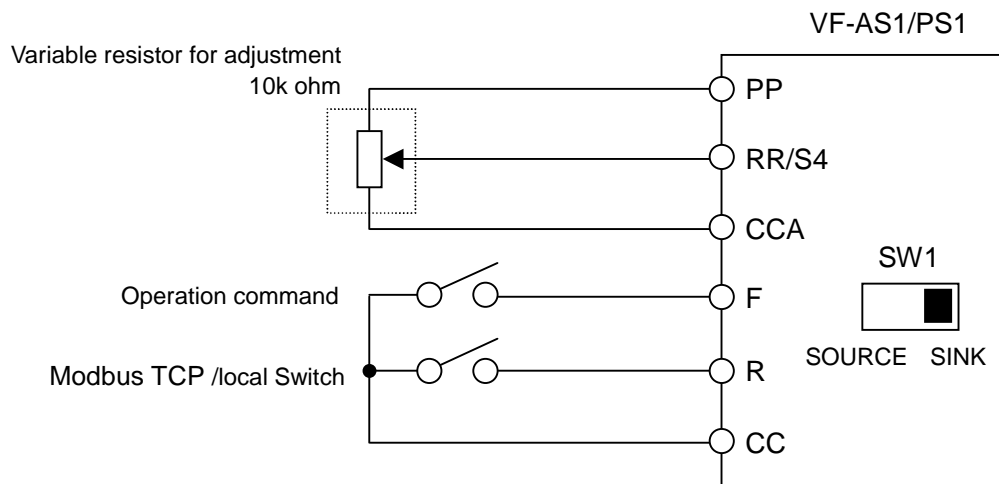 VF-AS1/PS1
Variable resistor for adjustment
10k ohm
PP
RR/S4
CCA
SW1
Operation command
F
SOURCE SINK
Modbus TCP /local Switch
R
CC